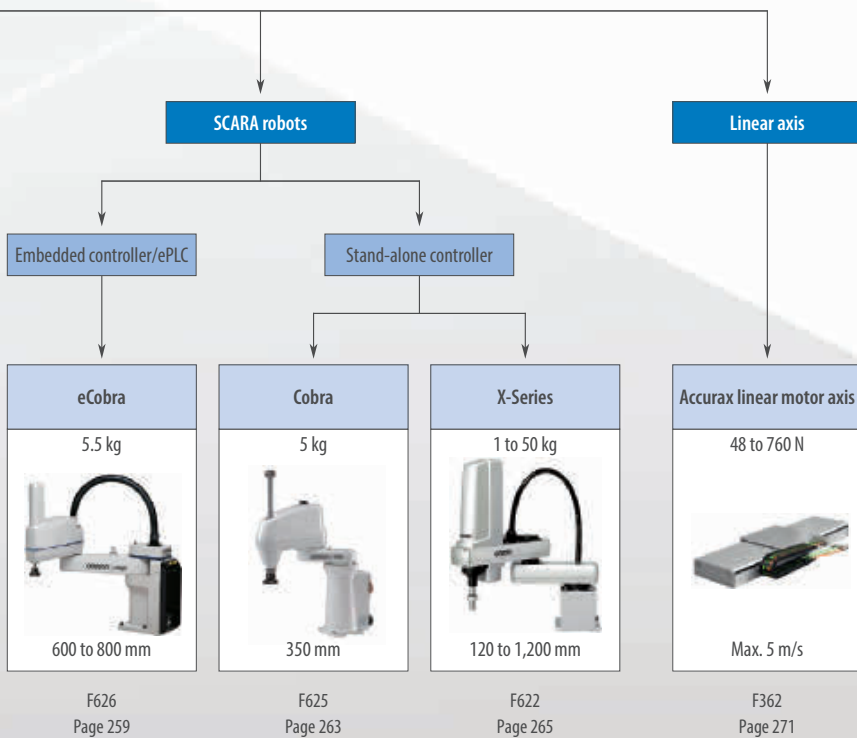 SCARA robots
Linear axis
Embedded controller/ePLC
Stand-alone controller
eCobra
Cobra
X-Series
Accurax linear motor axis
5.5 kg
5 kg
1 to 50 kg
48 to 760 N
600 to 800 mm
350 mm
120 to 1,200 mm
Max. 5 m/s
F626
F625
F622
F362
Page 259
Page 263
Page 265
Page 271